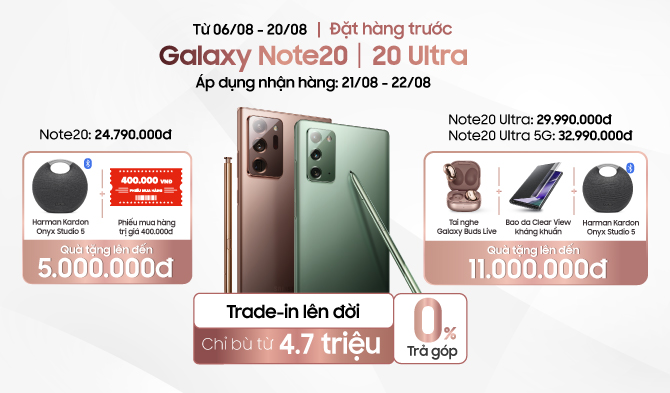 Từ 06/08 - 20/08 | Đặt hàng trước
Galaxy Note20 | 20 Ultra
Áp dụng nhận hàng: 21/08 - 22/08
Note20: 24.790.000đ
400.000 VND
PHIẾU MUA HÀNG
Harman Kardon
Onyx Studio 5
Phiếu mua hàng
trị giá 400.000đ
Quà tặng lên đến
5.000.000đ
Note20 Ultra: 29.990.000đ
Note20 Ultra 5G: 32.990.000đ
Tai nghe
Galaxy Buds Live
Bao da Clear View
kháng khuẩn
Harman Kardon
Onyx Studio 5
Quà tặng lên đến
11.000.000đ
Trade-in lên đời
Chỉ bù từ 4.7 triệu
0%
Trả góp